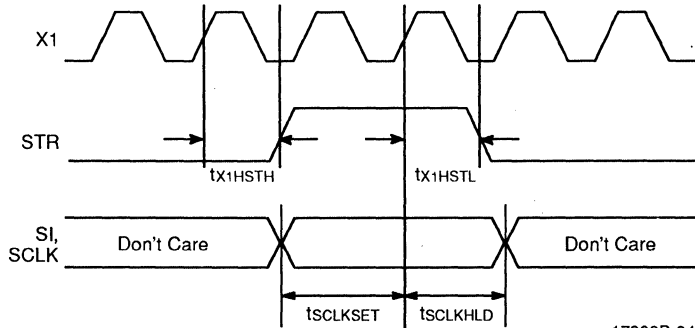 X1
STR
tX1HSTH
tX1HSTL
SI,
SCLK
Don't Care
Don't Care
tSCLKSET
tSCLKHLD